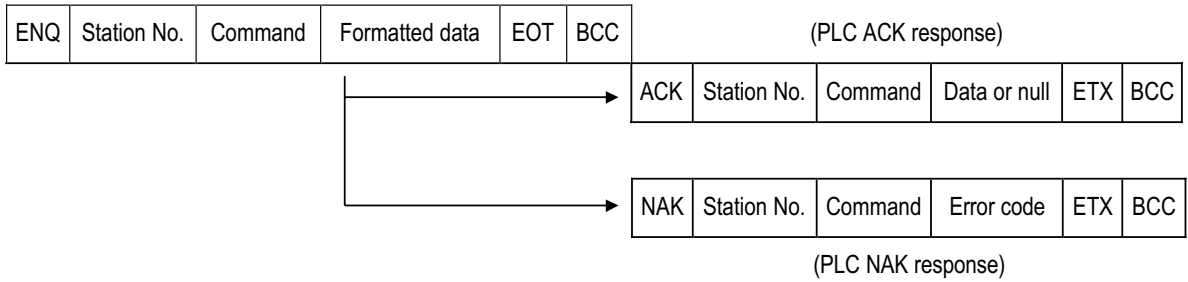 ENQ Station No. Command Formatted data EOT BCC
(PLC ACK response)
ACK Station No. Command Data or null ETX BCC
NAK Station No. Command Error code ETX BCC
(PLC NAK response)